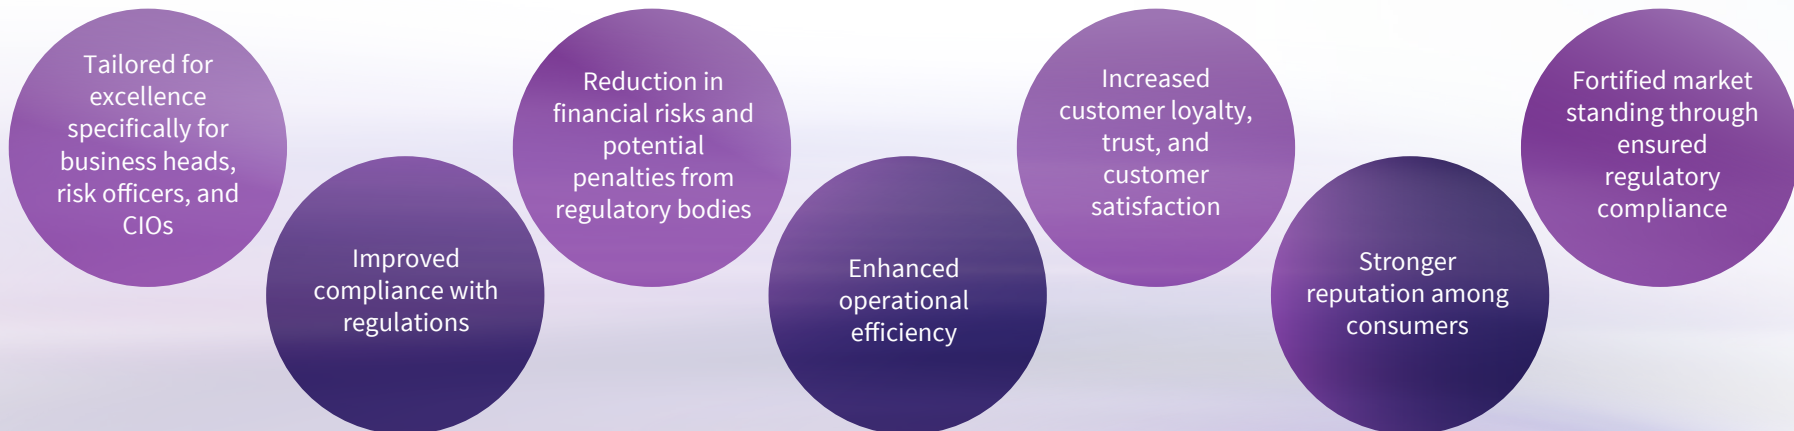 Tailored for
excellence
specifically for
business heads,
risk officers, and
CIOs
Improved
compliance with
regulations
Reduction in
financial risks and
potential
penalties from
regulatory bodies
Enhanced
operational
efficiency
Increased
customer loyalty,
trust, and
customer
satisfaction
Stronger
reputation among
consumers
Fortified market
standing through
ensured
regulatory
compliance